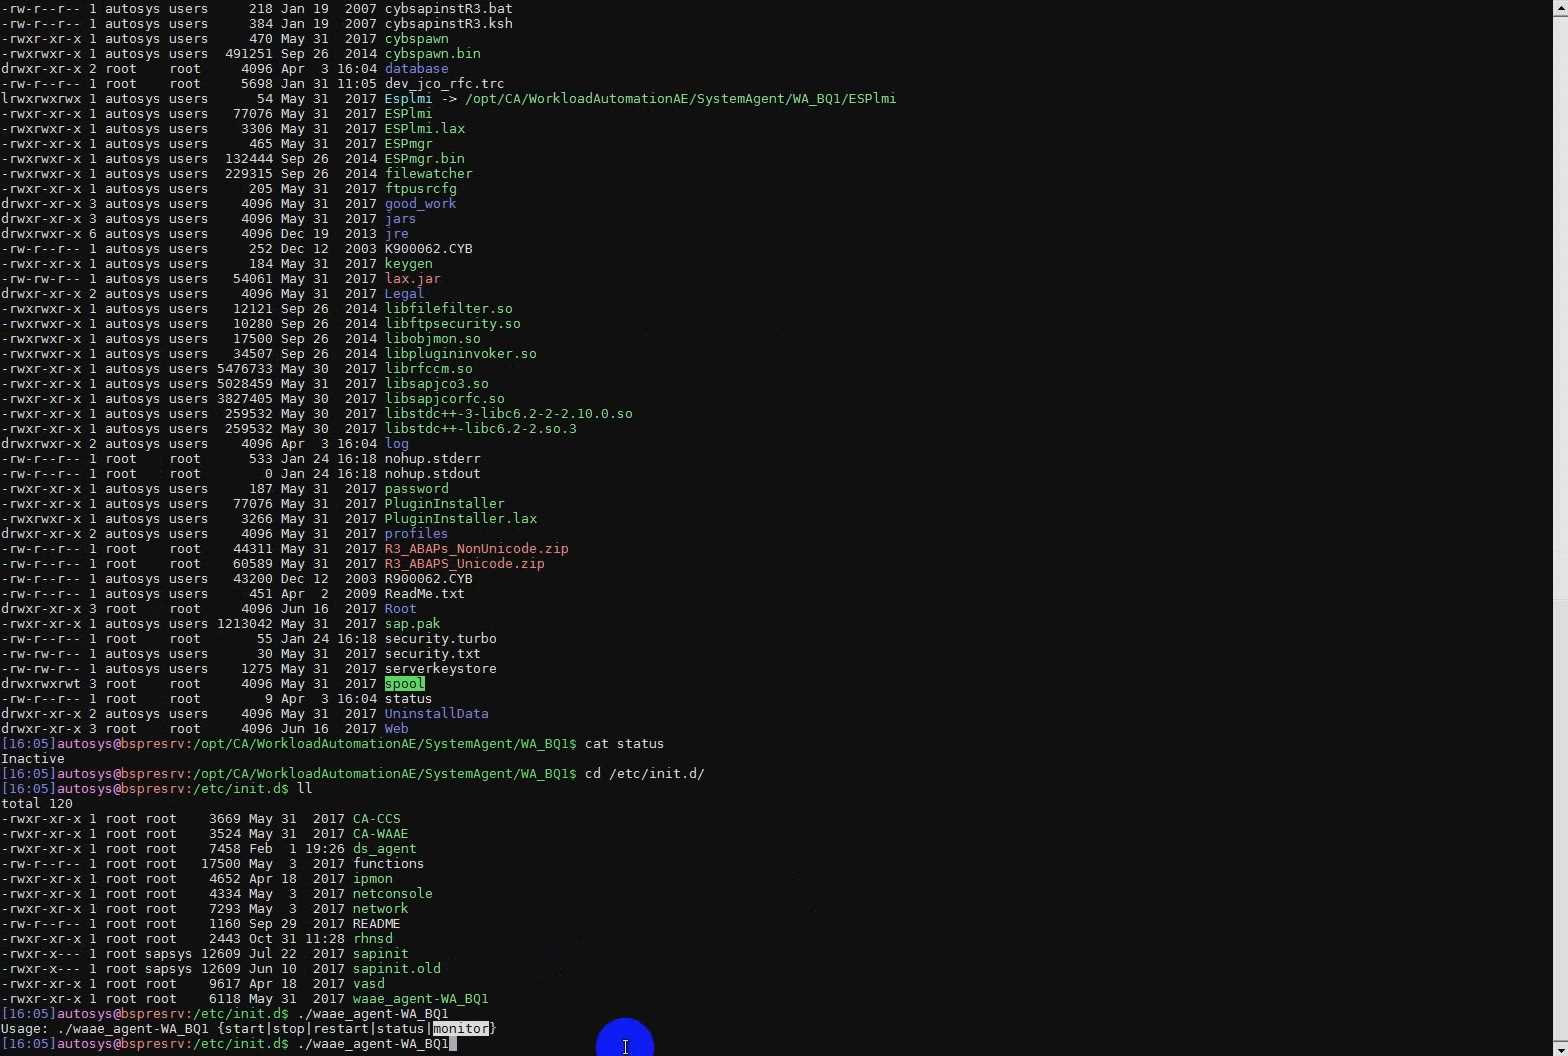 -rw-r--r-- 1 autosys users     218 Jan 19  2007 cybsapinstR3.bat
-rw-r--r-- 1 autosys users     384 Jan 19  2007 cybsapinstR3.ksh
-rwxr-xr-x 1 autosys users     470 May 31  2017 cybspawn
-rwxrwxr-x 1 autosys users  491251 Sep 26  2014 cybspawn.bin
drwxr-xr-x 2 root    root     4096 Apr  3 16:04 database
-rw-r--r-- 1 root    root     5698 Jan 31 11:05 dev_jco_rfc.trc
lrwxrwxrwx 1 autosys users      54 May 31  2017 Esplmi -> /opt/CA/WorkloadAutomationAE/SystemAgent/WA_BQ1/ESPlmi
-rwxr-xr-x 1 autosys users   77076 May 31  2017 ESPlmi
-rwxrwxr-x 1 autosys users    3306 May 31  2017 ESPlmi.lax
-rwxr-xr-x 1 autosys users     465 May 31  2017 ESPmgr
-rwxrwxr-x 1 autosys users  132444 Sep 26  2014 ESPmgr.bin
-rwxrwxr-x 1 autosys users  229315 Sep 26  2014 filewatcher
-rwxr-xr-x 1 autosys users     205 May 31  2017 ftpusrcfg
drwxr-xr-x 3 autosys users    4096 May 31  2017 good_work
drwxr-xr-x 3 autosys users    4096 May 31  2017 jars
drwxrwxr-x 6 autosys users    4096 Dec 19  2013 jre
-rw-r--r-- 1 autosys users     252 Dec 12  2003 K900062.CYB
-rwxr-xr-x 1 autosys users     184 May 31  2017 keygen
-rw-rw-r-- 1 autosys users   54061 May 31  2017 lax.jar
drwxr-xr-x 2 autosys users    4096 May 31  2017 Legal
-rwxrwxr-x 1 autosys users   12121 Sep 26  2014 libfilefilter.so
-rwxrwxr-x 1 autosys users   10280 Sep 26  2014 libftpsecurity.so
-rwxrwxr-x 1 autosys users   17500 Sep 26  2014 libobjmon.so
-rwxrwxr-x 1 autosys users   34507 Sep 26  2014 libplugininvoker.so
-rwxr-xr-x 1 autosys users 5476733 May 30  2017 librfccm.so
-rwxr-xr-x 1 autosys users 5028459 May 31  2017 libsapjco3.so
-rwxr-xr-x 1 autosys users 3827405 May 30  2017 libsapjcorfc.so
-rwxr-xr-x 1 autosys users  259532 May 30  2017 libstdc++-3-libc6.2-2-2.10.0.so
-rwxr-xr-x 1 autosys users  259532 May 30  2017 libstdc++-libc6.2-2.so.3
drwxrwxr-x 2 autosys users    4096 Apr  3 16:04 log
-rw-r--r-- 1 root    root      533 Jan 24 16:18 nohup.stderr
-rw-r--r-- 1 root    root        0 Jan 24 16:18 nohup.stdout
-rwxr-xr-x 1 autosys users     187 May 31  2017 password
-rwxr-xr-x 1 autosys users   77076 May 31  2017 PluginInstaller
-rwxrwxr-x 1 autosys users    3266 May 31  2017 PluginInstaller.lax
drwxr-xr-x 2 autosys users    4096 May 31  2017 profiles
-rw-r--r-- 1 root    root    44311 May 31  2017 R3_ABAPs_NonUnicode.zip
-rw-r--r-- 1 root    root    60589 May 31  2017 R3_ABAPS_Unicode.zip
-rw-r--r-- 1 autosys users   43200 Dec 12  2003 R900062.CYB
-rw-r--r-- 1 autosys users     451 Apr  2  2009 ReadMe.txt
drwxr-xr-x 3 root    root     4096 Jun 16  2017 Root
-rwxr-xr-x 1 autosys users 1213042 May 31  2017 sap.pak
-rw-r--r-- 1 root    root       55 Jan 24 16:18 security.turbo
-rw-rw-r-- 1 autosys users      30 May 31  2017 security.txt
-rw-rw-r-- 1 autosys users    1275 May 31  2017 serverkeystore
drwxrwxrwt 3 root    root     4096 May 31  2017 spool
-rw-r--r-- 1 root    root        9 Apr  3 16:04 status
drwxr-xr-x 2 autosys users    4096 May 31  2017 UninstallData
drwxr-xr-x 3 root    root     4096 Jun 16  2017 Web
[16:05]autosys@bspresrv:/opt/CA/WorkloadAutomationAE/SystemAgent/WA_BQ1$ cat status
Inactive
[16:05]autosys@bspresrv:/opt/CA/WorkloadAutomationAE/SystemAgent/WA_BQ1$ cd /etc/init.d/
[16:05]autosys@bspresrv:/etc/init.d$ ll
total 120
-rwxr-xr-x 1 root root    3669 May 31  2017 CA-CCS
-rwxr-xr-x 1 root root    3524 May 31  2017 CA-WAAE
-rwxr-xr-x 1 root root    7458 Feb  1 19:26 ds_agent
-rw-r--r-- 1 root root   17500 May  3  2017 functions
-rwxr-xr-x 1 root root    4652 Apr 18  2017 ipmon
-rwxr-xr-x 1 root root    4334 May  3  2017 netconsole
-rwxr-xr-x 1 root root    7293 May  3  2017 network
-rw-r--r-- 1 root root    1160 Sep 29  2017 README
-rwxr-xr-x 1 root root    2443 Oct 31 11:28 rhnsd
-rwxr-x--- 1 root sapsys 12609 Jul 22  2017 sapinit
-rwxr-x--- 1 root sapsys 12609 Jun 10  2017 sapinit.old
-rwxr-xr-x 1 root root    9617 Apr 18  2017 vasd
-rwxr-xr-x 1 root root    6118 May 31  2017 waae_agent-WA_BQ1
[16:05]autosys@bspresrv:/etc/init.d$ ./waae_agent-WA_BQ1
Usage: ./waae_agent-WA_BQ1 {start|stop|restart|status|monitor}
[16:05]autosys@bspresrv:/etc/init.d$ ./waae_agent-WA_BQ1